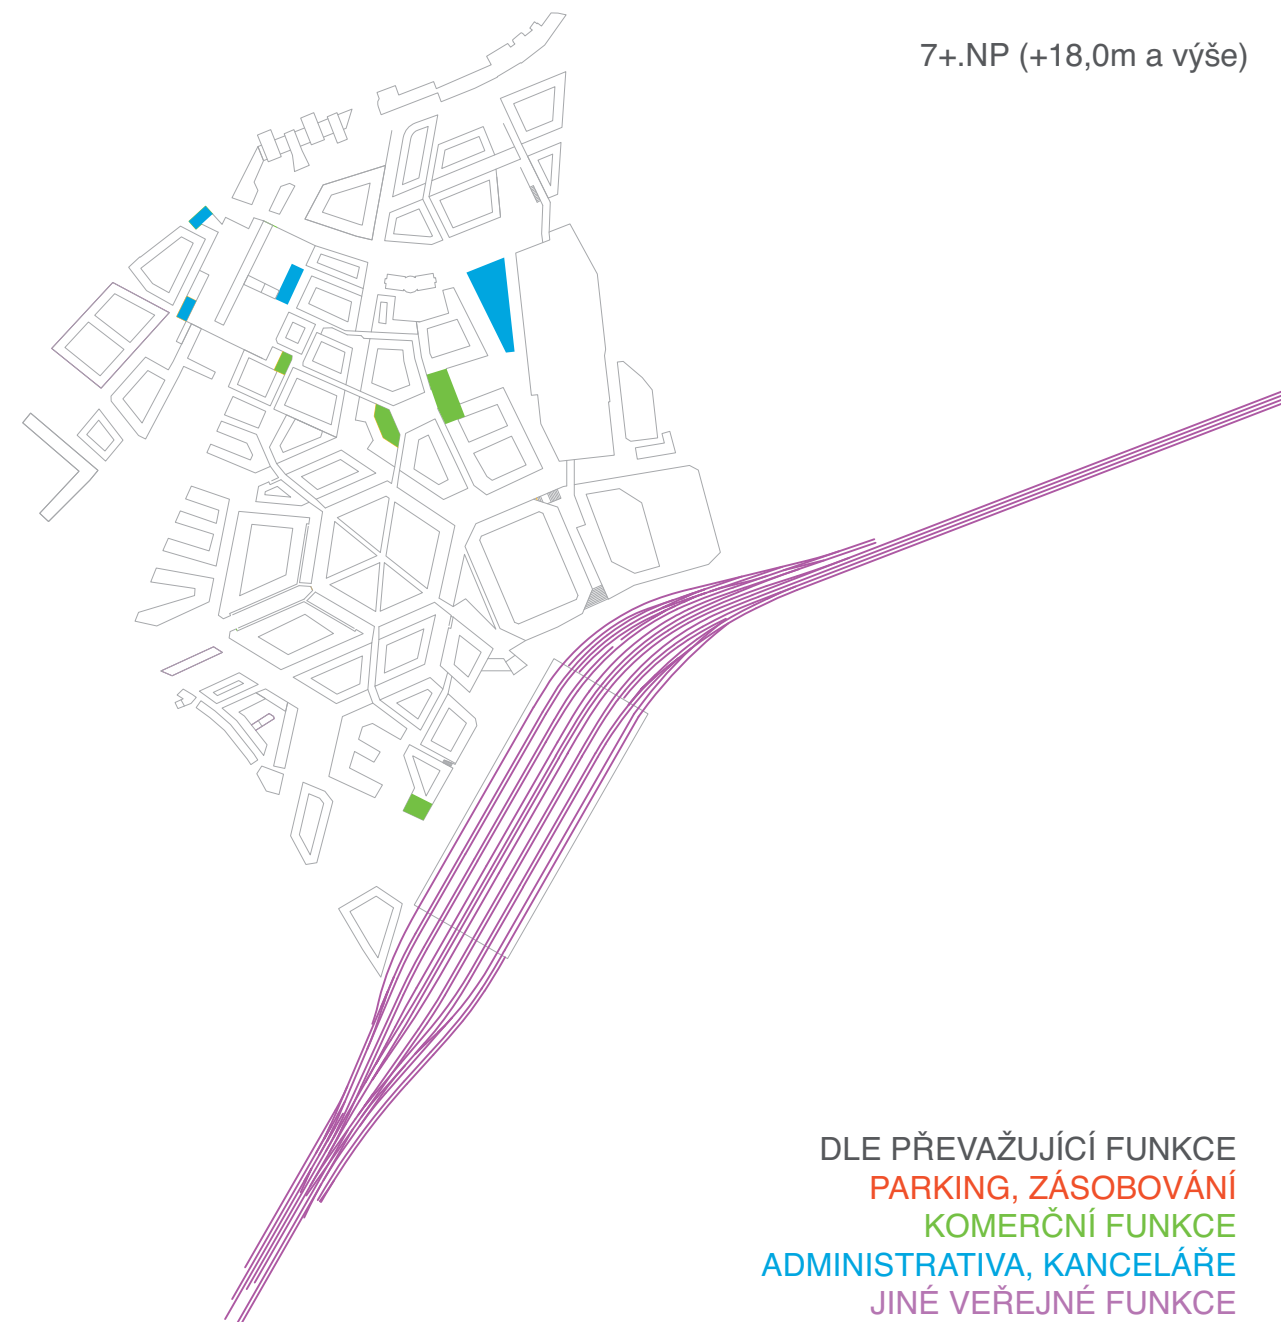 7+.NP (+18,0m a výše)
DLE PŘEVAŽUJÍCÍ FUNKCE
PARKING, ZÁSOBOVÁNÍ
KOMERČNÍ FUNKCE
ADMINISTRATIVA, KANCELÁŘE
JINÉ VEŘEJNÉ FUNKCE